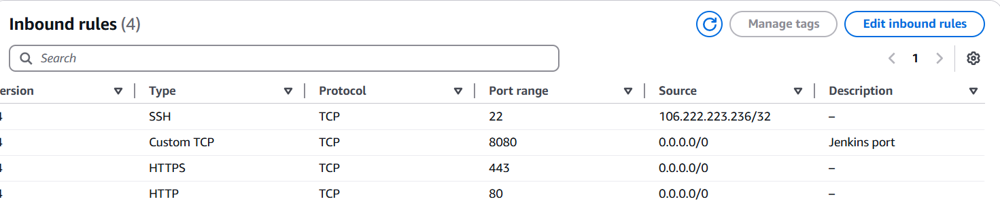 Inbound rules (4)
Manage tags
Edit inbound rules
Search
1
ersion Type Protocol Port range Source Description
4 SSH TCP 22 106.222.223.236/32 –
4 Custom TCP TCP 8080 0.0.0.0/0 Jenkins port
4 HTTPS TCP 443 0.0.0.0/0 –
4 HTTP TCP 80 0.0.0.0/0 –